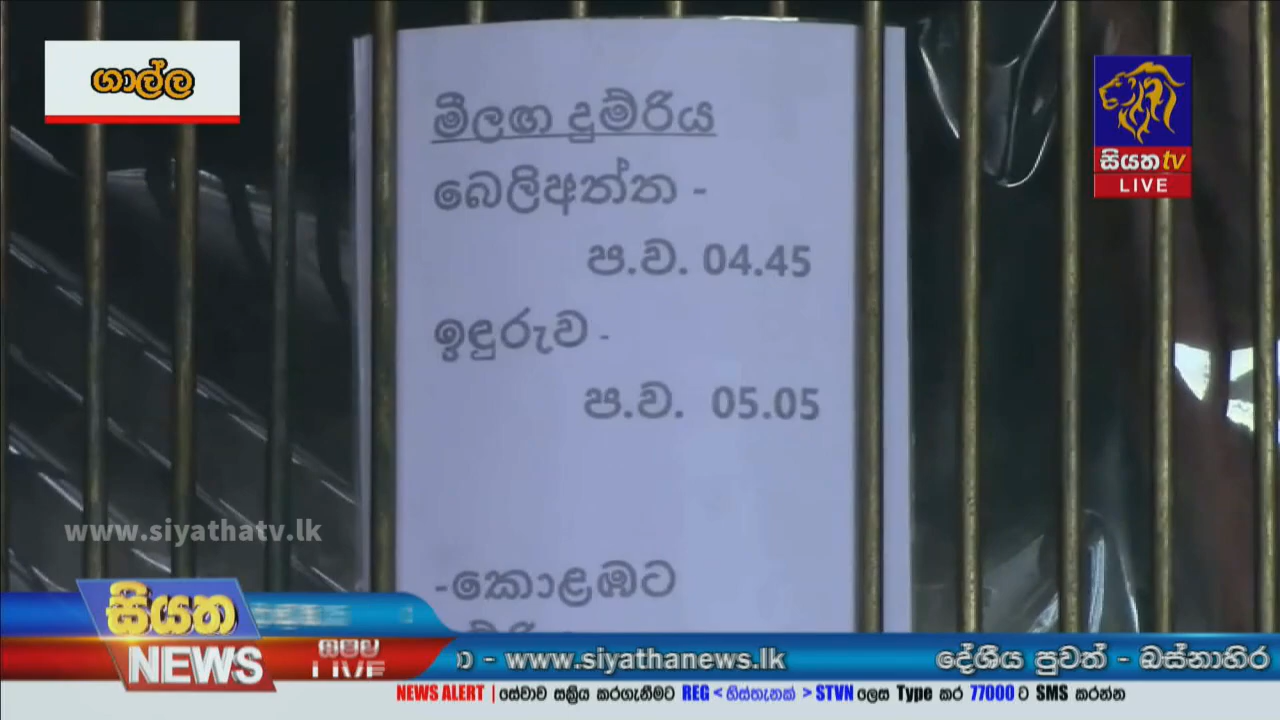 ගාල්ල
මීලඟ දුම්රිය
බෙලිඅත්ත -
ප.ව. 04.45
ඉඳුරුව -
ප.ව. 05.05
-කොළඹට
සියත tv
LIVE
www.siyathatv.lk
සියත
NEWS
LIVE
- www.siyathanews.lk
දේශීය පුවත් - බස්නාහිර
NEWS ALERT | සේවාව සක්‍රිය කරගැනීමට REG < හිස්තැනක් > STVN ලෙස Type කර 77000 ට SMS කරන්න